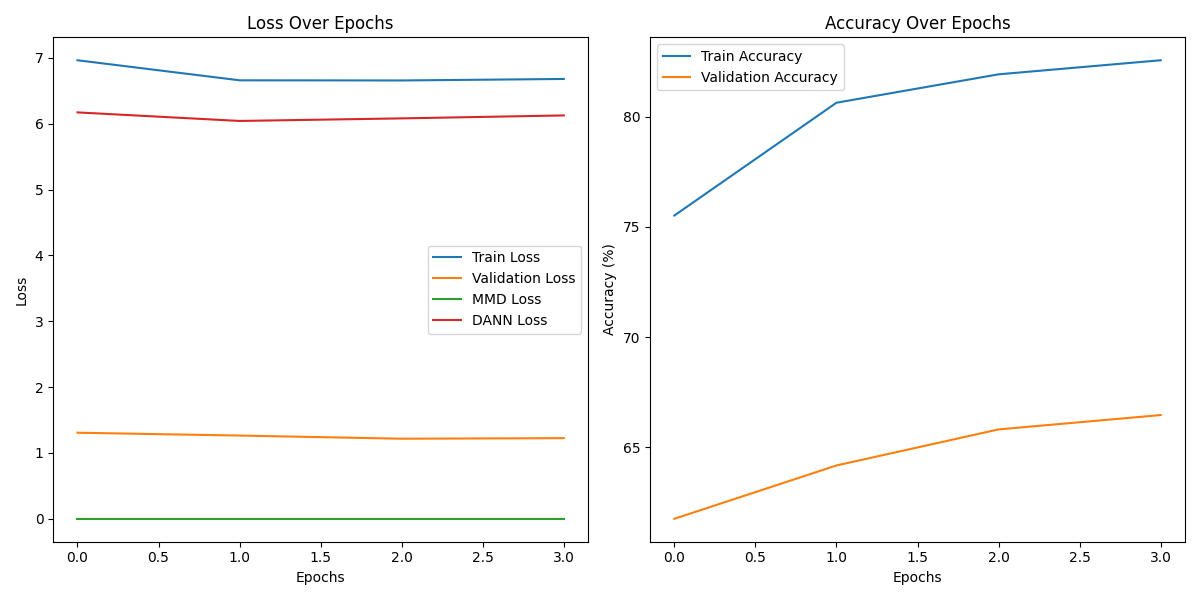 Loss Over Epochs
7
6
5
4
3
2
1
0
Loss
Train Loss
Validation Loss
MMD Loss
DANN Loss
0.0 0.5 1.0 1.5 2.0 2.5 3.0
Epochs
Accuracy Over Epochs
Train Accuracy
Validation Accuracy
80
75
70
65
Accuracy (%)
0.0 0.5 1.0 1.5 2.0 2.5 3.0
Epochs